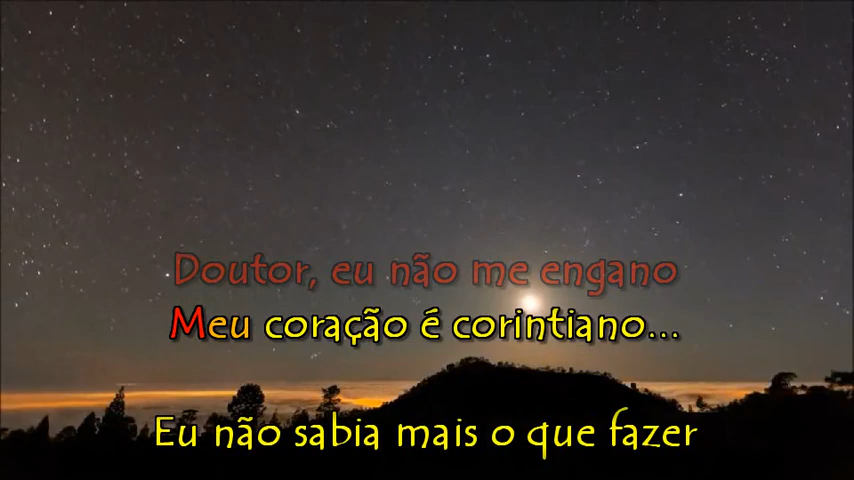 Doutor, eu não me engano
Meu coração é corintiano...
Eu não sabia mais o que fazer